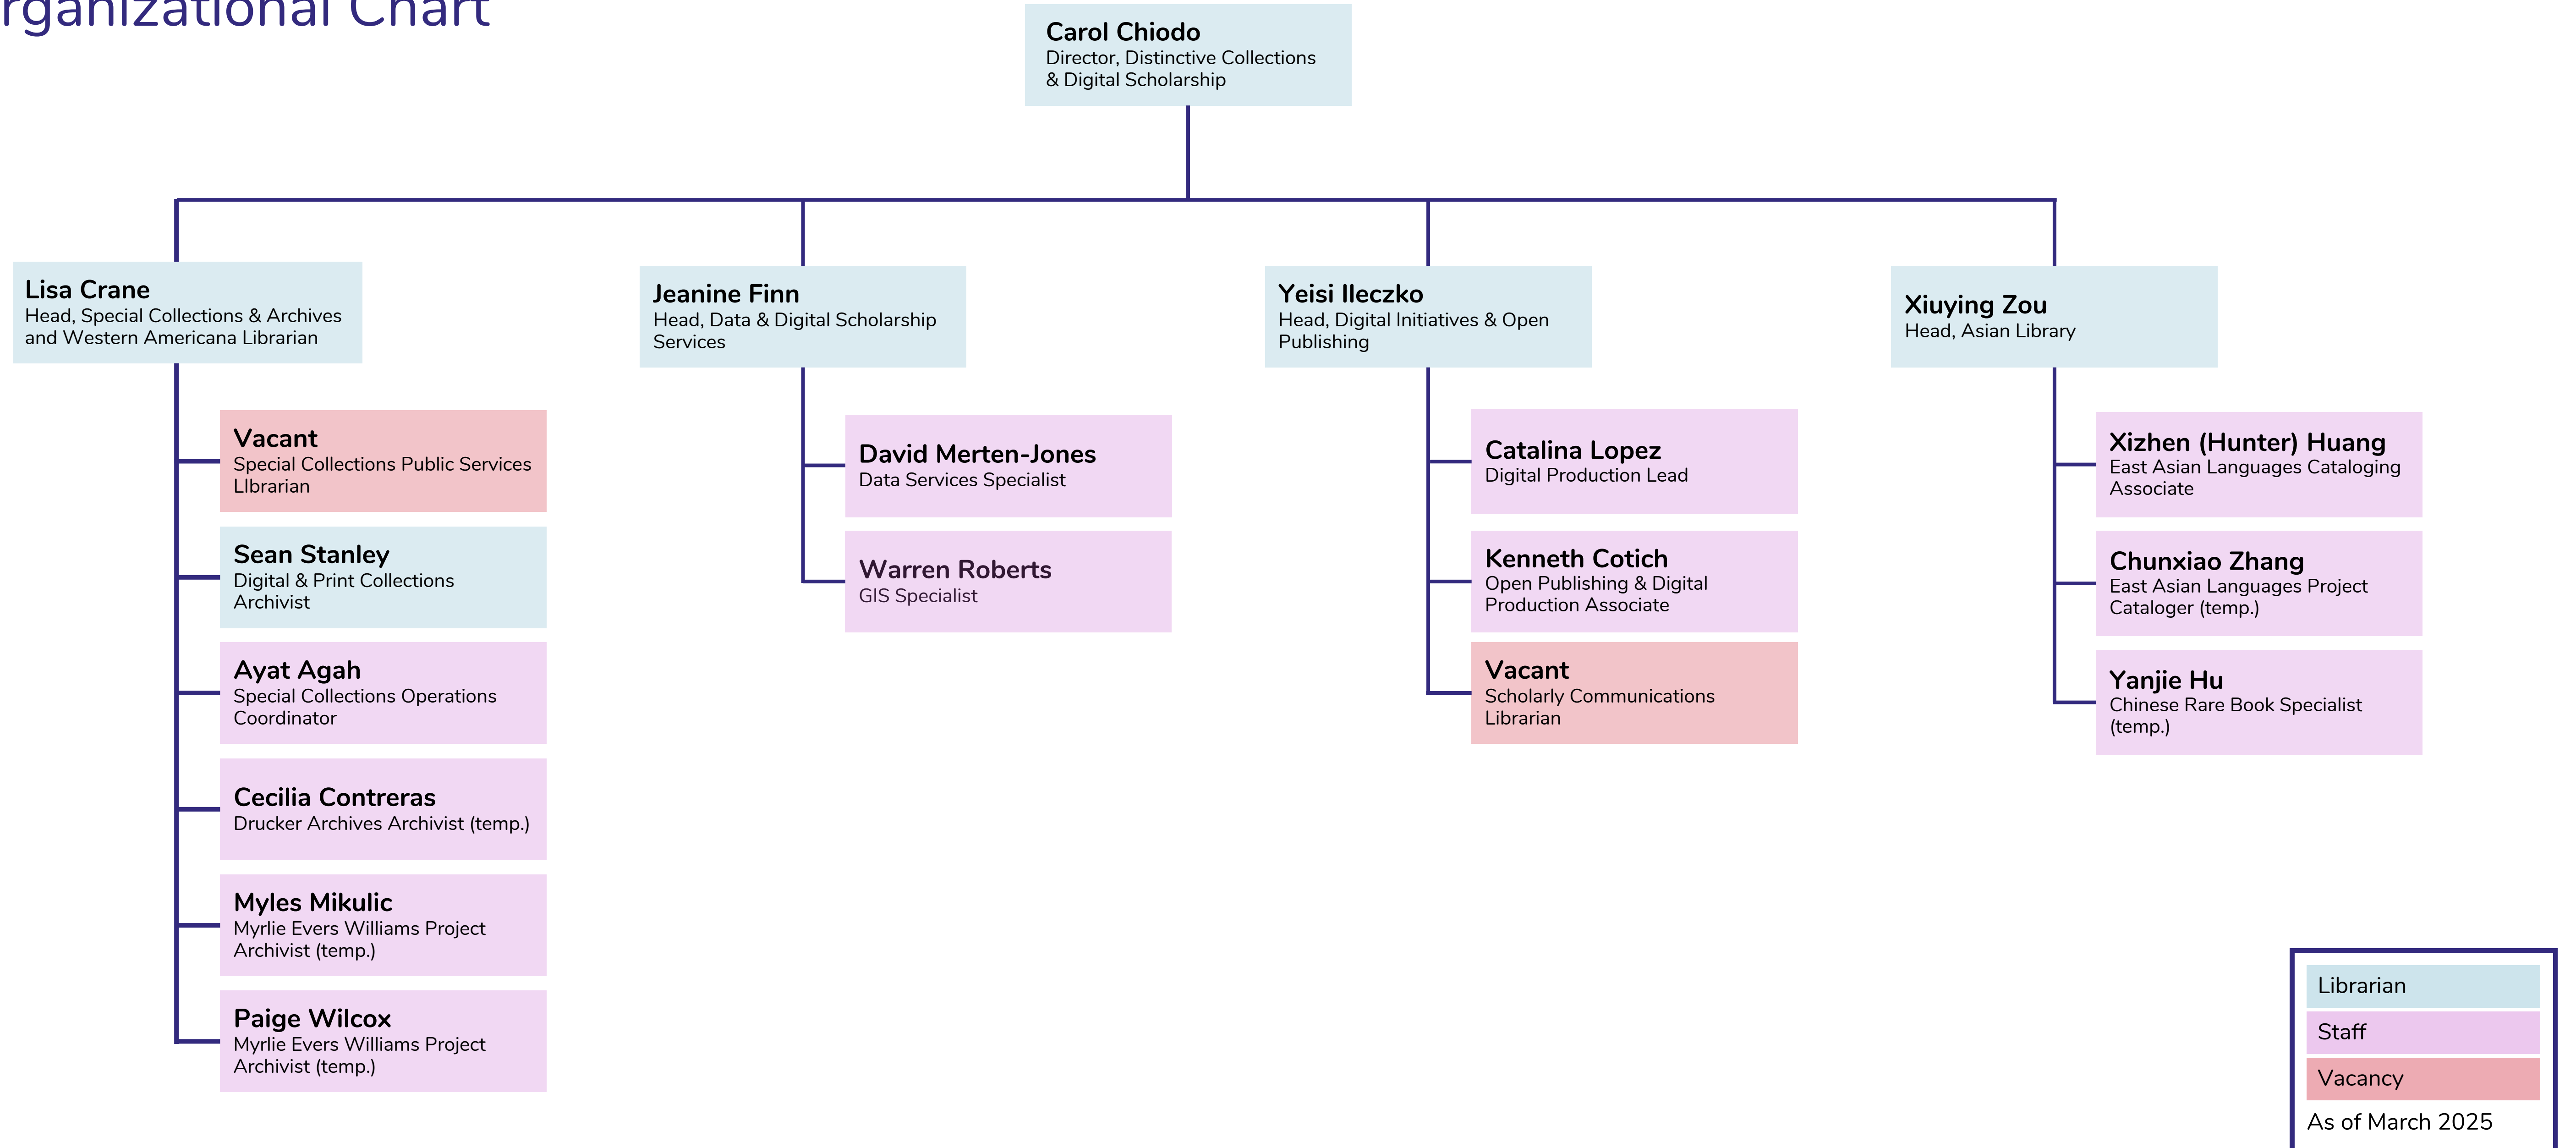 rganizational Chart
Carol Chiodo
Director, Distinctive Collections
& Digital Scholarship
Lisa Crane
Head, Special Collections & Archives
and Western Americana Librarian
Vacant
Special Collections Public Services
LIbrarian
Sean Stanley
Digital & Print Collections
Archivist
Ayat Agah
Special Collections Operations
Coordinator
Cecilia Contreras
Drucker Archives Archivist (temp.)
Myles Mikulic
Myrlie Evers Williams Project
Archivist (temp.)
Paige Wilcox
Myrlie Evers Williams Project
Archivist (temp.)
Jeanine Finn
Head, Data & Digital Scholarship
Services
David Merten-Jones
Data Services Specialist
Warren Roberts
GIS Specialist
Yeisi Ileczko
Head, Digital Initiatives & Open
Publishing
Catalina Lopez
Digital Production Lead
Kenneth Cotich
Open Publishing & Digital
Production Associate
Vacant
Scholarly Communications
Librarian
Xiuying Zou
Head, Asian Library
Xizhen (Hunter) Huang
East Asian Languages Cataloging
Associate
Chunxiao Zhang
East Asian Languages Project
Cataloger (temp.)
Yanjie Hu
Chinese Rare Book Specialist
(temp.)
Librarian
Staff
Vacancy
As of March 2025